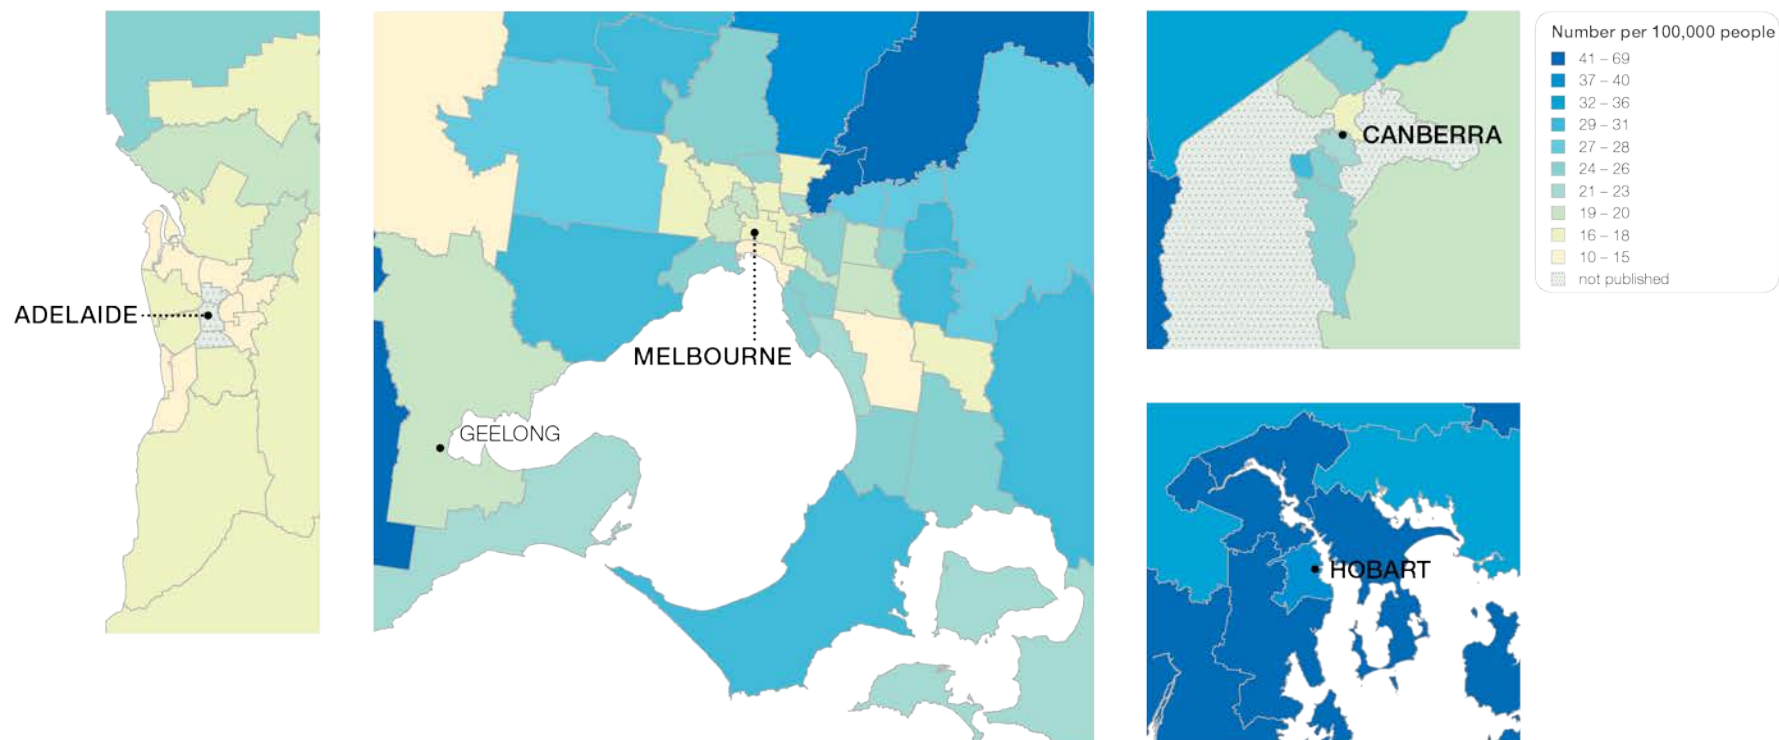 ADELAIDE
MELBOURNE
GEELONG
CANBERRA
HOBART
Number per 100,000 people
41 – 69
37 – 40
32 – 36
29 – 31
27 – 28
24 – 26
21 – 23
19 – 20
16 – 18
10 – 15
not published